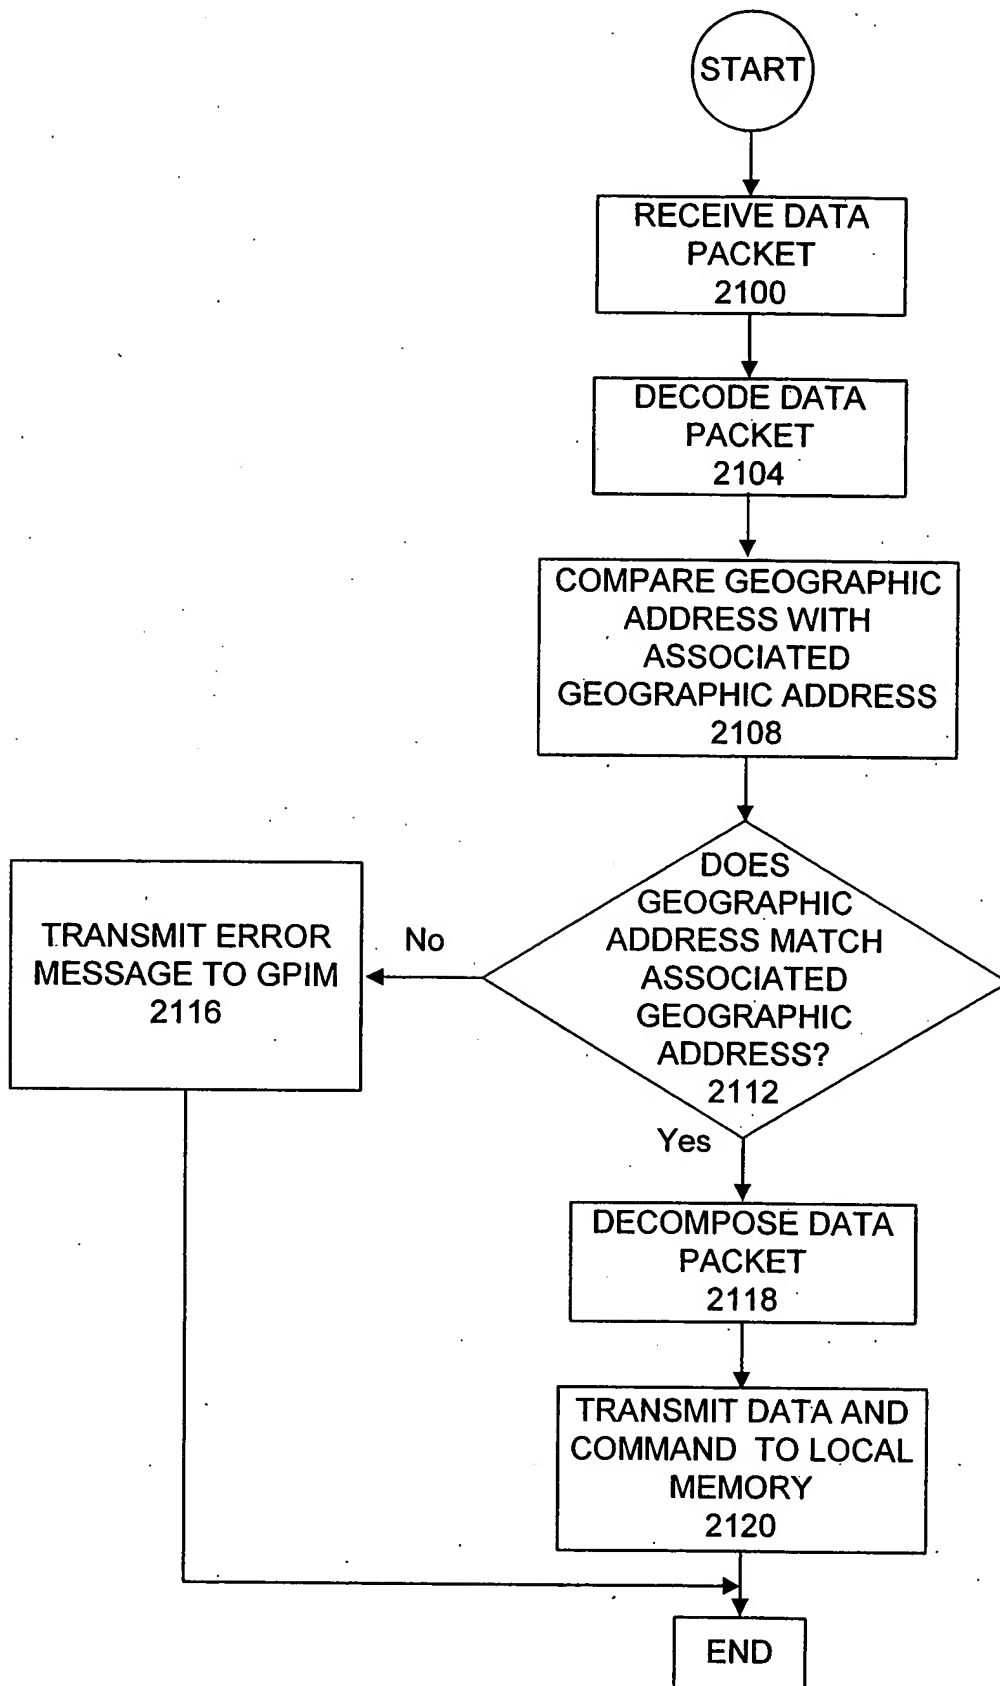 START
RECEIVE DATA
PACKET
2100
DECODE DATA
PACKET
2104
COMPARE GEOGRAPHIC
ADDRESS WITH
ASSOCIATED
GEOGRAPHIC ADDRESS
2108
DOES
GEOGRAPHIC
ADDRESS MATCH
ASSOCIATED
GEOGRAPHIC
ADDRESS?
2112
No
TRANSMIT ERROR
MESSAGE TO GPIM
2116
Yes
DECOMPOSE DATA
PACKET
2118
TRANSMIT DATA AND
COMMAND TO LOCAL
MEMORY
2120
END